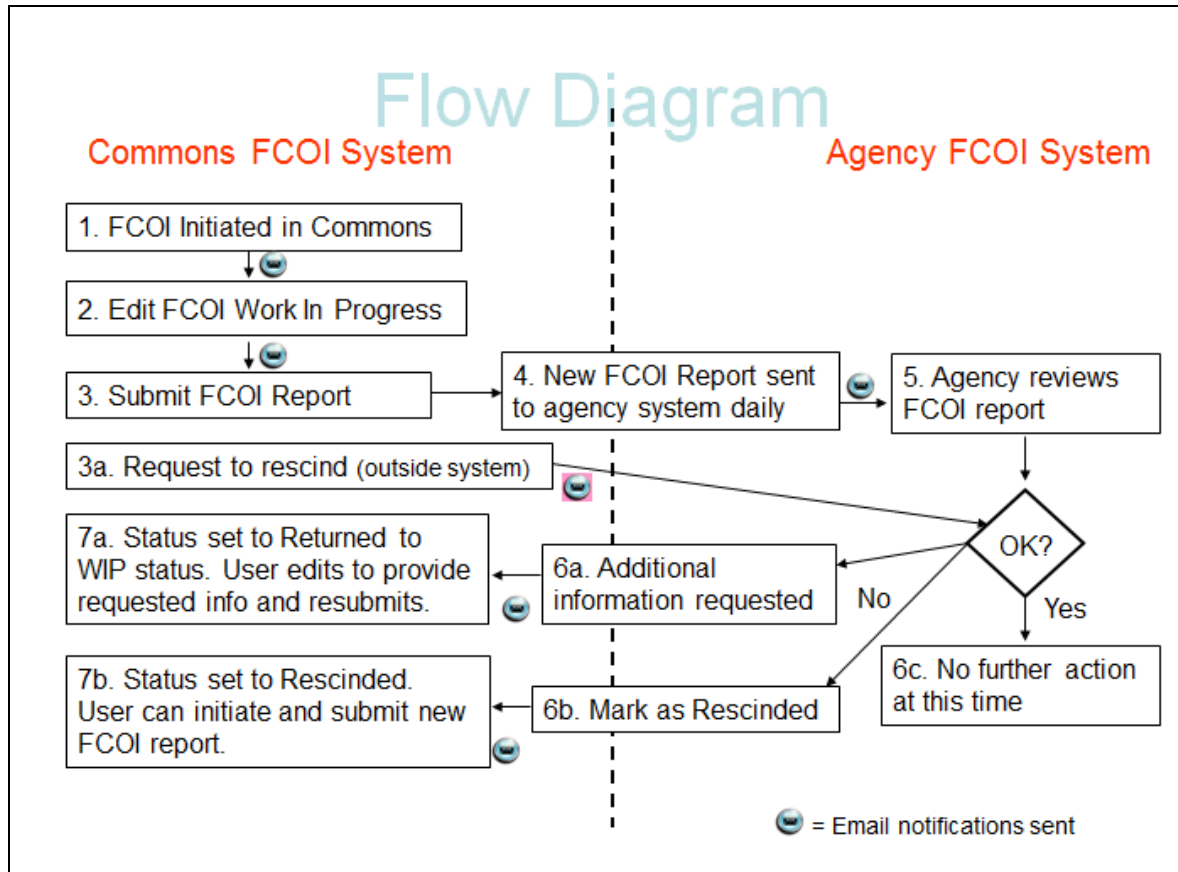 Flow Diagram
Commons FCOI System
Agency FCOI System
1. FCOI Initiated in Commons
2. Edit FCOI Work In Progress
3. Submit FCOI Report
4. New FCOI Report sent
to agency system daily
5. Agency reviews
FCOI report
3a. Request to rescind (outside system)
OK?
7a. Status set to Returned to
WIP status. User edits to provide
requested info and resubmits.
6a. Additional
information requested
No
Yes
7b. Status set to Rescinded.
User can initiate and submit new
FCOI report.
6b. Mark as Rescinded
6c. No further action
at this time
= Email notifications sent